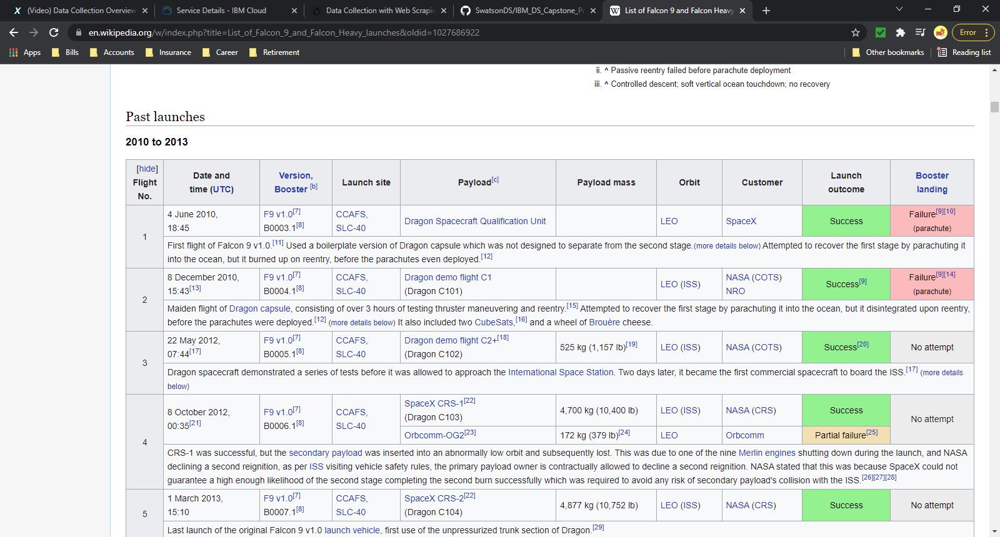 (Video) Data Collection Overview
Service Details - IBM Cloud
Data Collection with Web Scrapin
SwatsonDS/IBM_DS_Capstone_P
List of Falcon 9 and Falcon Heavy
en.wikipedia.org/w/index.php?title=List_of_Falcon_9_and_Falcon_Heavy_launches&oldid=1027686922
Error
Apps
Bills
Accounts
Insurance
Career
Retirement
Other bookmarks
Reading list
ii. ^ Passive reentry failed before parachute deployment
iii. ^ Controlled descent; soft vertical ocean touchdown; no recovery
Past launches
2010 to 2013
[hide]
Flight
No.
Date and
time (UTC)
Version,
Booster [b]
Launch site
Payload[c]
Payload mass
Orbit
Customer
Launch
outcome
Booster
landing
1
4 June 2010,
18:45
F9 v1.0[7]
B0003.1[8]
CCAFS,
SLC-40
Dragon Spacecraft Qualification Unit
LEO
SpaceX
Success
Failure[9][10]
(parachute)
First flight of Falcon 9 v1.0.[11] Used a boilerplate version of Dragon capsule which was not designed to separate from the second stage.(more details below) Attempted to recover the first stage by parachuting it
into the ocean, but it burned up on reentry, before the parachutes even deployed.[12]
2
8 December 2010,
15:43[13]
F9 v1.0[7]
B0004.1[8]
CCAFS,
SLC-40
Dragon demo flight C1
(Dragon C101)
LEO (ISS)
NASA (COTS)
NRO
Success[9]
Failure[9][14]
(parachute)
Maiden flight of Dragon capsule, consisting of over 3 hours of testing thruster maneuvering and reentry.[15] Attempted to recover the first stage by parachuting it into the ocean, but it disintegrated upon reentry,
before the parachutes were deployed.[12] (more details below) It also included two CubeSats,[16] and a wheel of Brouère cheese.
3
22 May 2012,
07:44[17]
F9 v1.0[7]
B0005.1[8]
CCAFS,
SLC-40
Dragon demo flight C2+[18]
(Dragon C102)
525 kg (1,157 lb)[19]
LEO (ISS)
NASA (COTS)
Success[20]
No attempt
Dragon spacecraft demonstrated a series of tests before it was allowed to approach the International Space Station. Two days later, it became the first commercial spacecraft to board the ISS.[17] (more details
below)
4
8 October 2012,
00:35[21]
F9 v1.0[7]
B0006.1[8]
CCAFS,
SLC-40
SpaceX CRS-1[22]
(Dragon C103)
4,700 kg (10,400 lb)
LEO (ISS)
NASA (CRS)
Success
No attempt
Orbcomm-OG2[23]
172 kg (379 lb)[24]
LEO
Orbcomm
Partial failure[25]
CRS-1 was successful, but the secondary payload was inserted into an abnormally low orbit and subsequently lost. This was due to one of the nine Merlin engines shutting down during the launch, and NASA
declining a second reignition, as per ISS visiting vehicle safety rules, the primary payload owner is contractually allowed to decline a second reignition. NASA stated that this was because SpaceX could not
guarantee a high enough likelihood of the second stage completing the second burn successfully which was required to avoid any risk of secondary payload's collision with the ISS.[26][27][28]
5
1 March 2013,
15:10
F9 v1.0[7]
B0007.1[8]
CCAFS,
SLC-40
SpaceX CRS-2[22]
(Dragon C104)
4,877 kg (10,752 lb)
LEO (ISS)
NASA (CRS)
Success
No attempt
Last launch of the original Falcon 9 v1.0 launch vehicle, first use of the unpressurized trunk section of Dragon.[29]